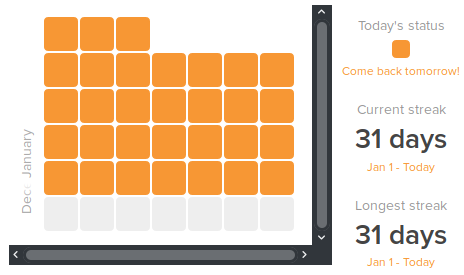 Today's status
Come back tomorrow!
Current streak
31 days
Jan 1 - Today
Longest streak
31 days
Jan 1 - Today
January
Dec